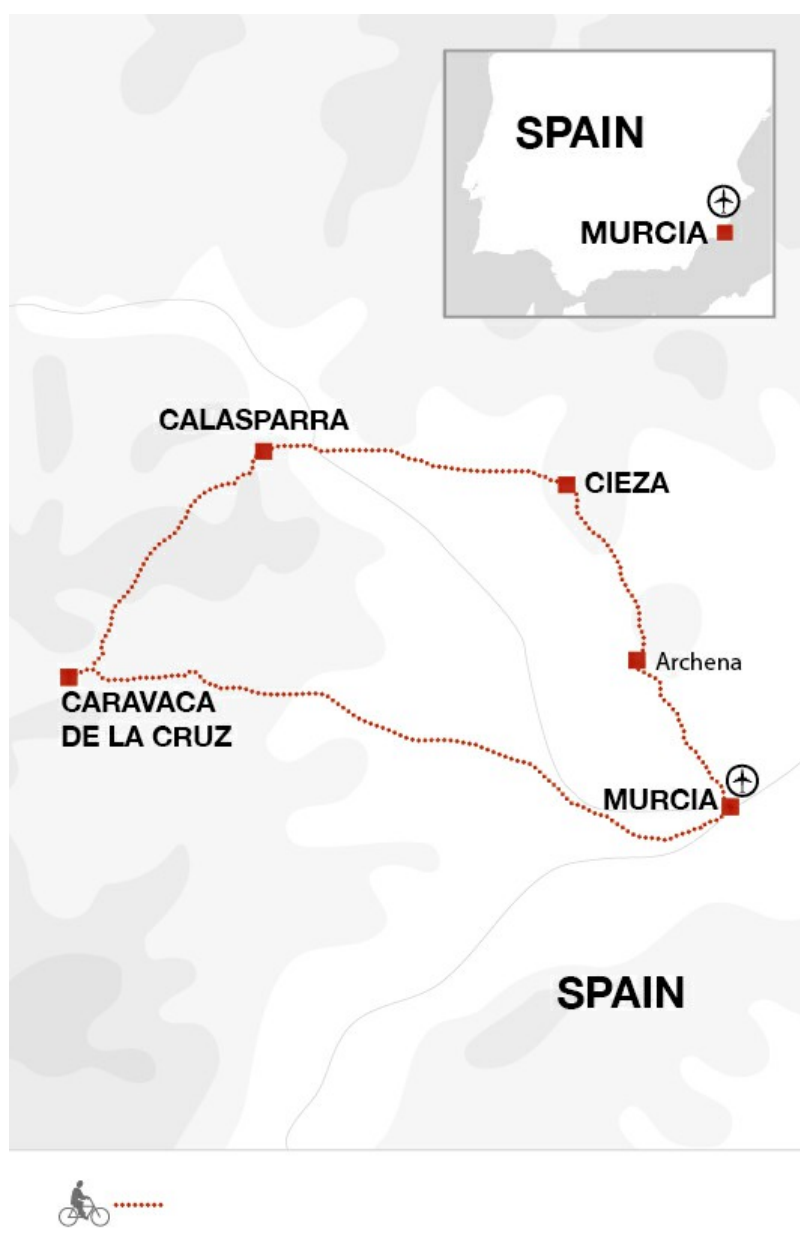 SPAIN
MURCIA
CALASPARRA
CIEZA
Archena
CARAVACA
DE LA CRUZ
MURCIA
SPAIN